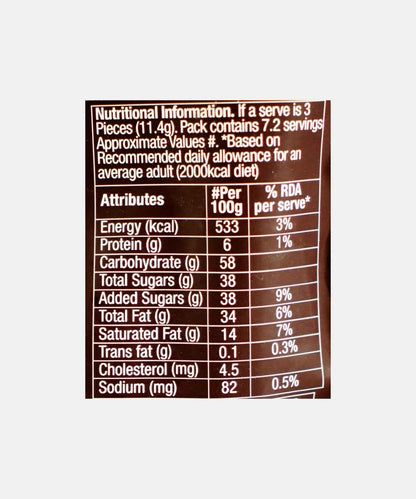 Nutritional Information. If a serve is 3
Pieces (11.4g). Pack contains 7.2 servings
Approximate Values #. *Based on
Recommended daily allowance for an
average adult (2000kcal diet)
Attributes #Per 100g % RDA per serve*
Energy (kcal) 533 3%
Protein (g) 6 1%
Carbohydrate (g) 58
Total Sugars (g) 38
Added Sugars (g) 38 9%
Total Fat (g) 34 6%
Saturated Fat (g) 14 7%
Trans fat (g) 0.1 0.3%
Cholesterol (mg) 4.5
Sodium (mg) 82 0.5%